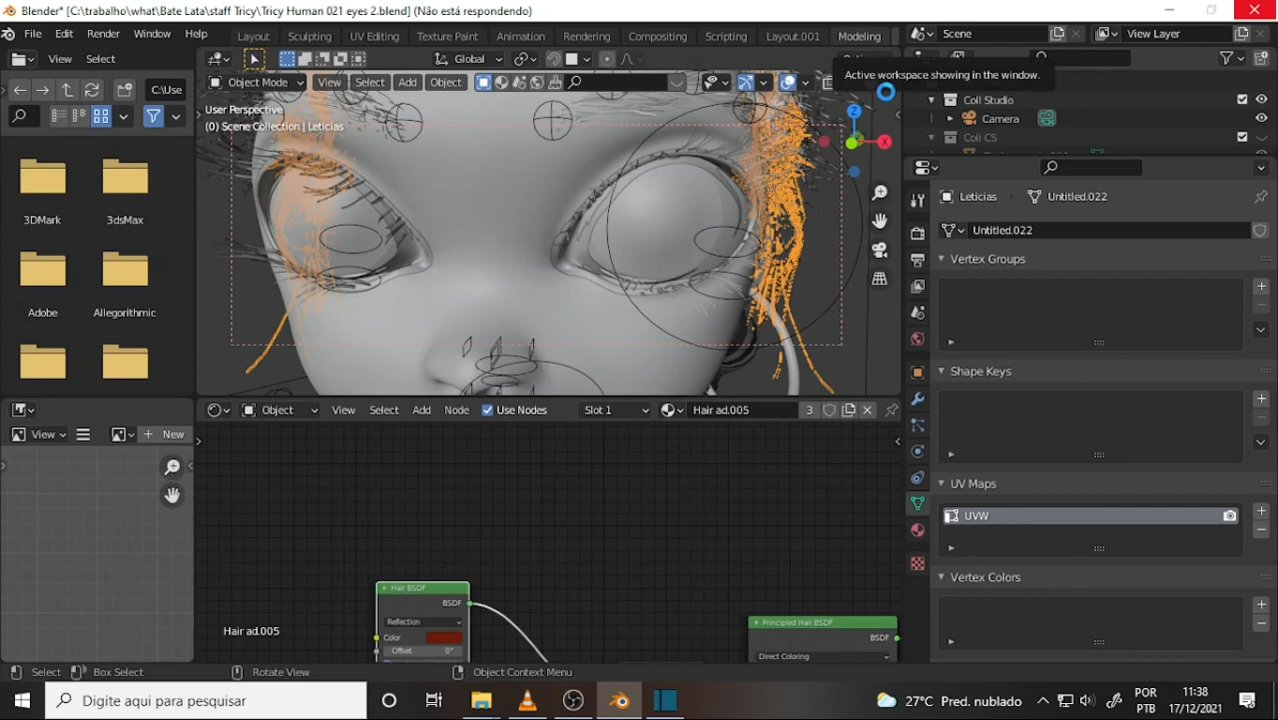 Blender* [C:\trabalho\what\Bate Lata\staff Tricy\Tricy Human 021 eyes 2.blend] (Não está respondendo)
File Edit Render Window Help Layout Sculpting UV Editing Texture Paint Animation Rendering Compositing Scripting Layout.001 Modeling Scene View Layer
View Select Global
Active workspace showing in the window.
Object Mode View Select Add Object
C:\Use
User Perspective
(0) Scene Collection | Leticias
Coll Studio
Camera
Coll CS
Z
X
3DMark 3dsMax
Adobe Allegorithmic
Leticias Untitled.022
Untitled.022
Vertex Groups
Shape Keys
UV Maps
UVW
Vertex Colors
Object View Select Add Node Use Nodes Slot 1 Hair ad.005 3
View New
Hair BSDF
BSDF
Reflection
Color
Offset 0°
Hair ad.005
Principled Hair BSDF
BSDF
Direct Coloring
Select Box Select Rotate View Object Context Menu
Digite aqui para pesquisar
27°C Pred. nublado
POR
PTB
11:38
17/12/2021